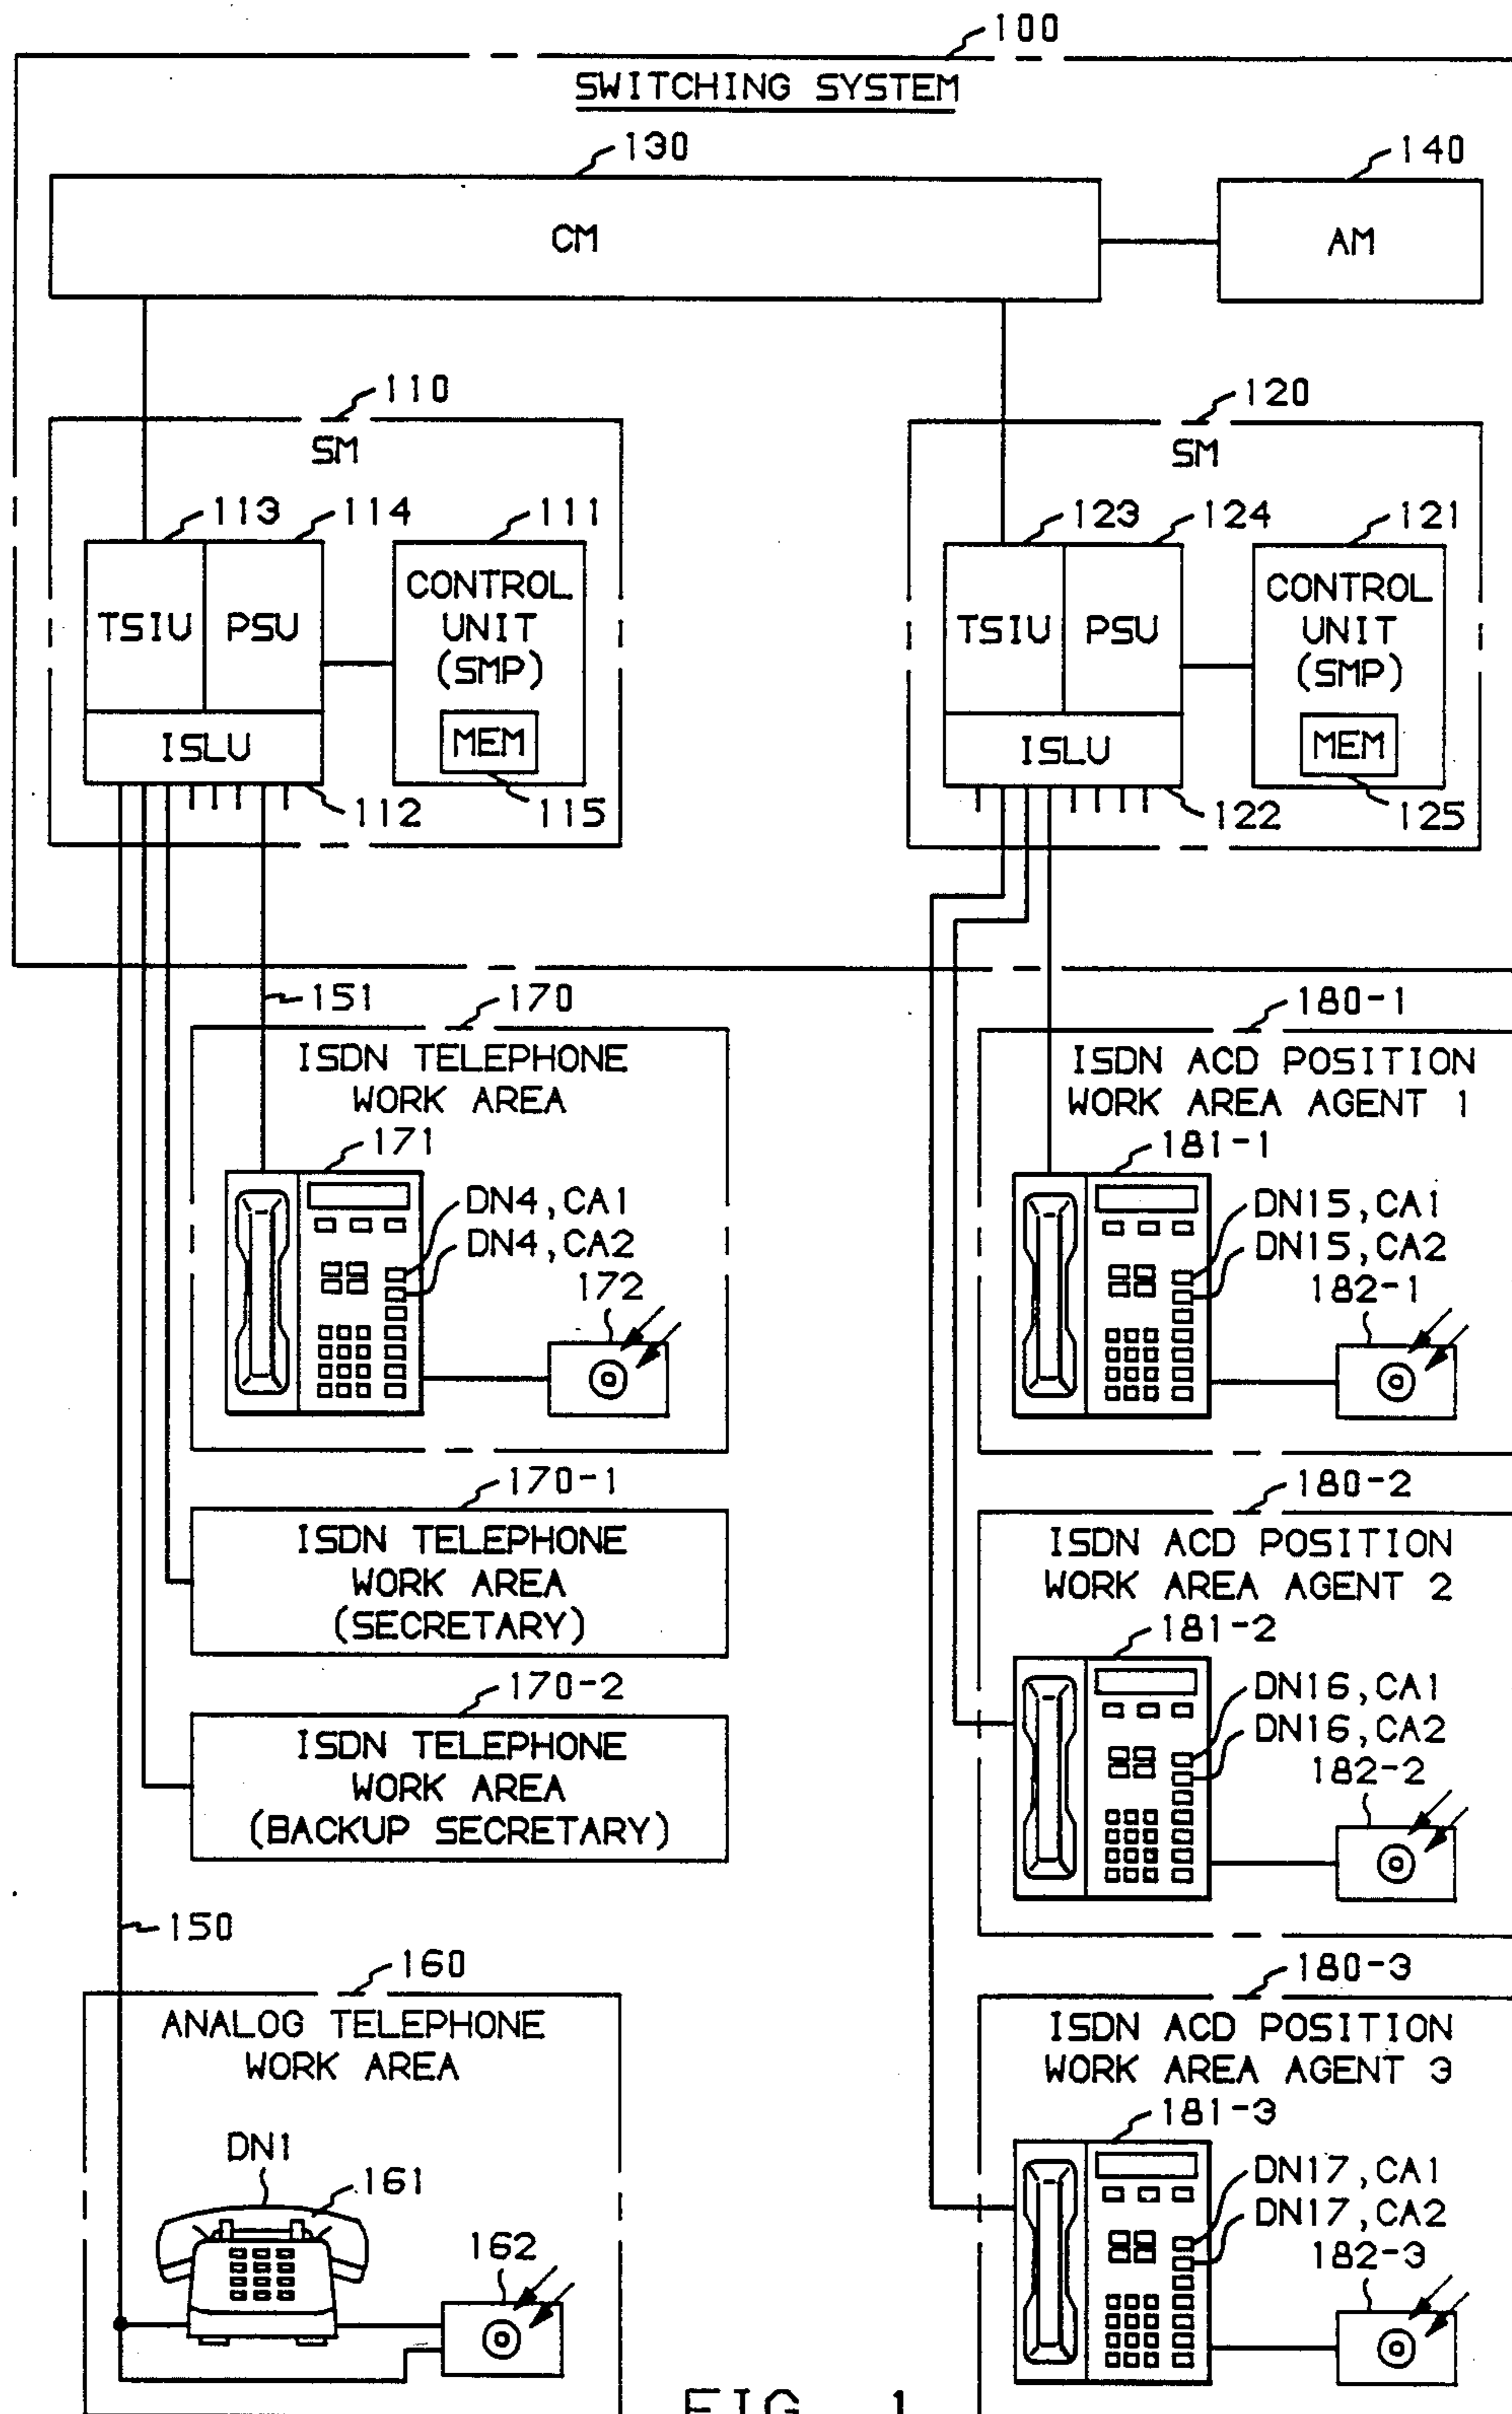 100
SWITCHING SYSTEM
130
140
CM
AM
110
120
SM
SM
113
114
111
123
124
121
TSIU
PSU
CONTROL
UNIT
(SMP)
TSIU
PSU
CONTROL
UNIT
(SMP)
ISLU
MEM
ISLU
MEM
112
115
122
125
151
170
ISDN TELEPHONE
WORK AREA
171
DN4,CA1
DN4,CA2
172
170-1
ISDN TELEPHONE
WORK AREA
(SECRETARY)
170-2
ISDN TELEPHONE
WORK AREA
(BACKUP SECRETARY)
150
160
ANALOG TELEPHONE
WORK AREA
DN1
161
162
180-1
ISDN ACD POSITION
WORK AREA AGENT 1
181-1
DN15,CA1
DN15,CA2
182-1
180-2
ISDN ACD POSITION
WORK AREA AGENT 2
181-2
DN16,CA1
DN16,CA2
182-2
180-3
ISDN ACD POSITION
WORK AREA AGENT 3
181-3
DN17,CA1
DN17,CA2
182-3
FIG. 1